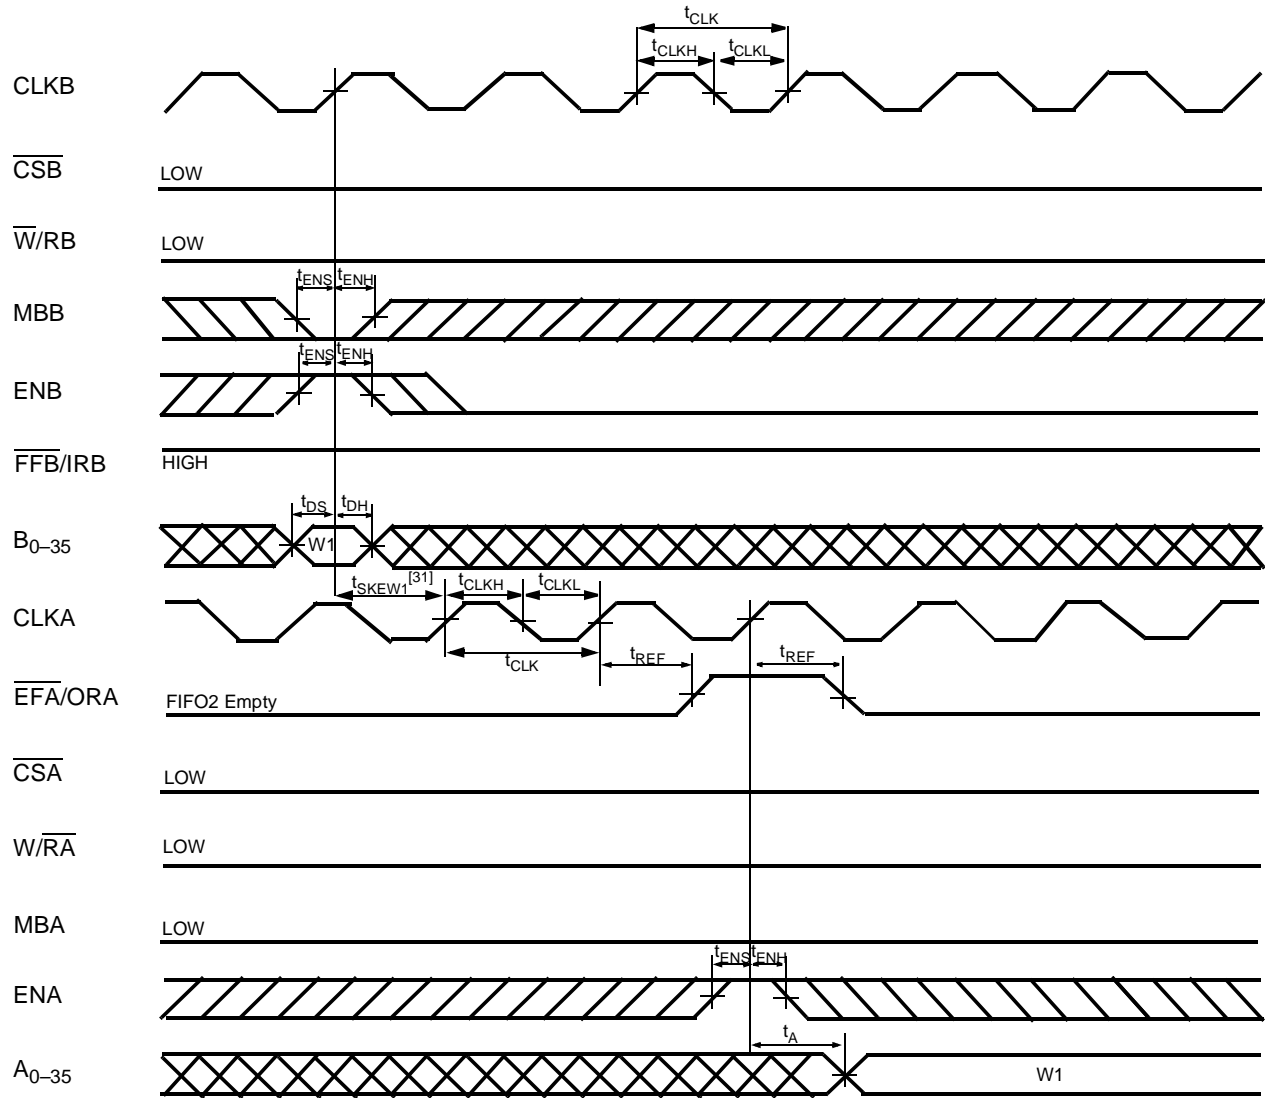 tCLK
tCLKH tCLKL
CLKB
CSB LOW
W/RB LOW
tENS tENH
MBB
tENS tENH
ENB
FFB/IRB HIGH
tDS tDH
B0–35 W1
tSKEW1[31] tCLKH tCLKL
CLKA
tCLK tREF tREF
EFA/ORA FIFO2 Empty
CSA LOW
W/RA LOW
MBA LOW
tENS tENH
ENA
tA
A0–35 W1